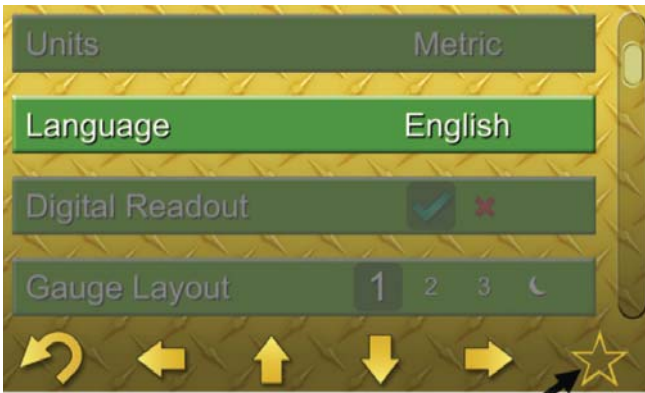 Units Metric
Language English
Digital Readout
Gauge Layout 1 2 3